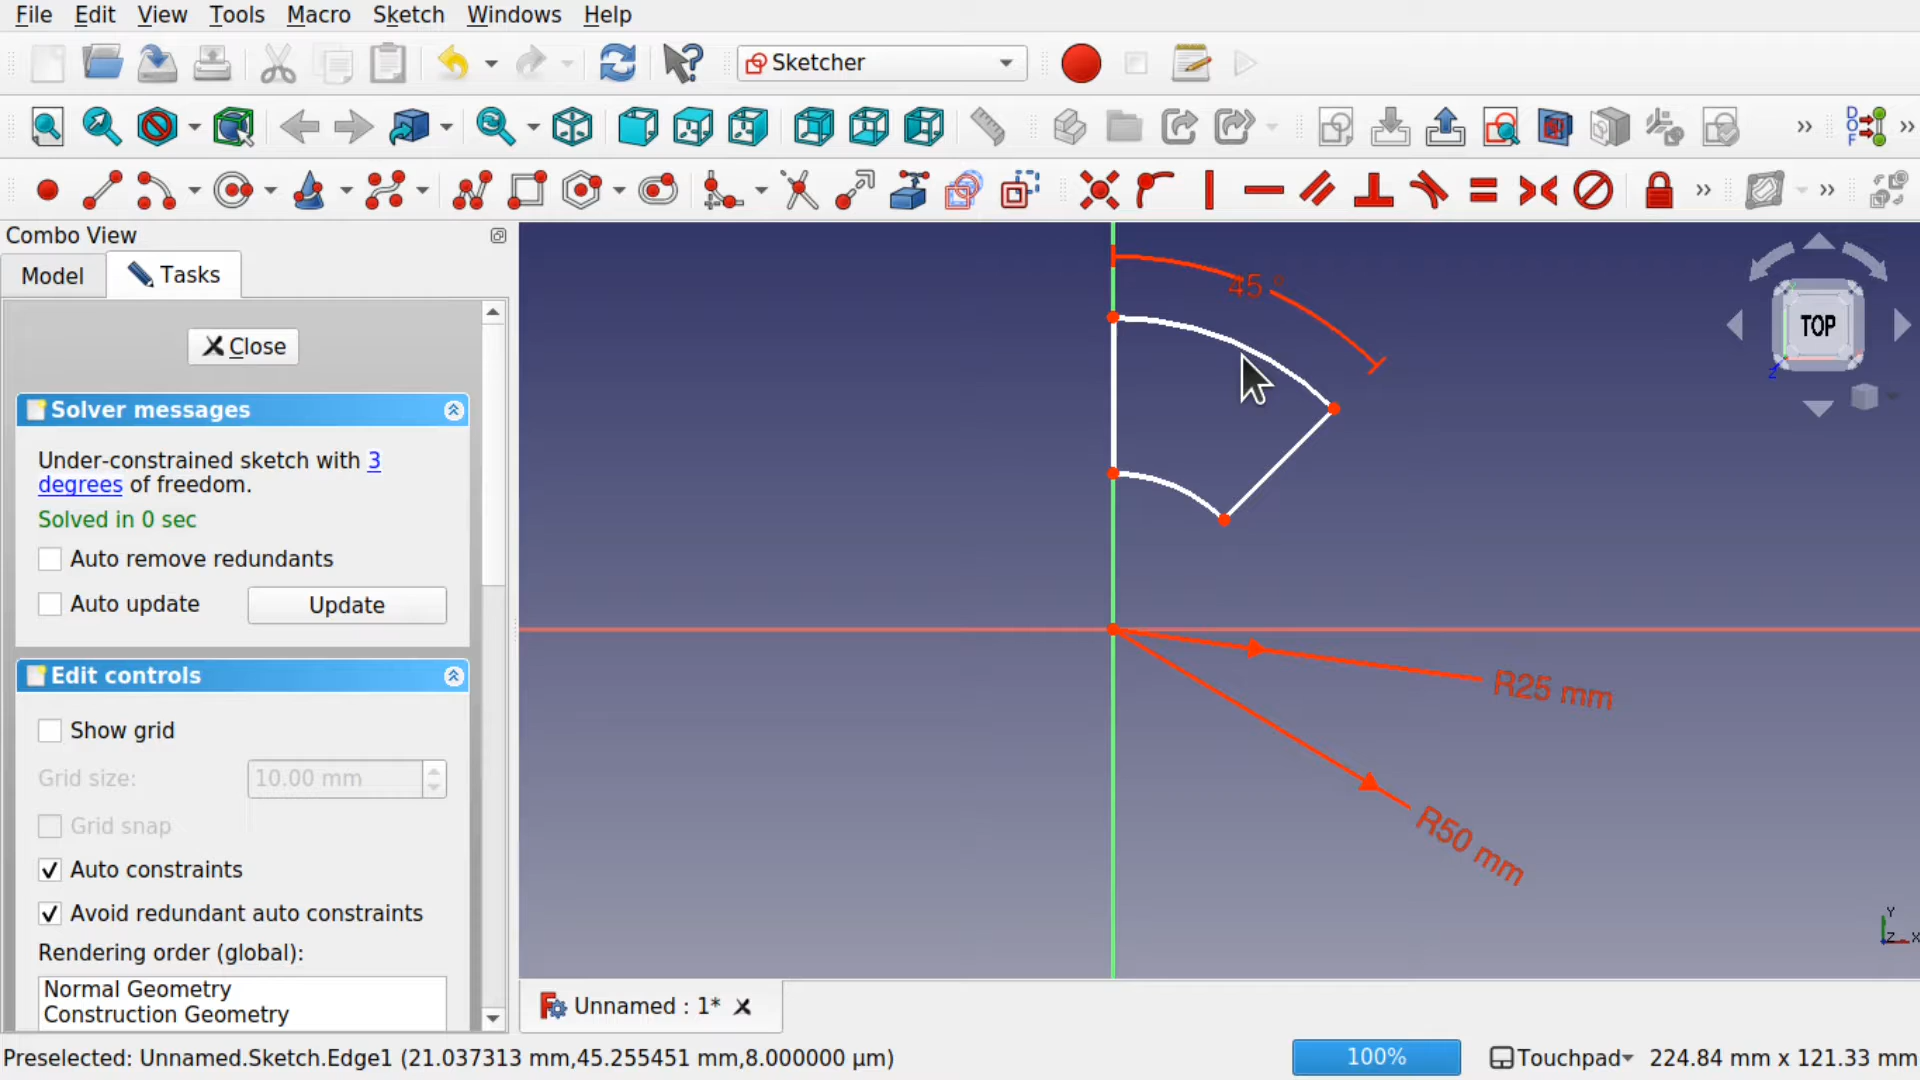 File Edit View Tools Macro Sketch Windows Help
Sketcher
DOF
Combo View
Model Tasks
Close
Solver messages
Under-constrained sketch with 3
degrees of freedom.
Solved in 0 sec
Auto remove redundants
Auto update Update
Edit controls
Show grid
Grid size: 10.00 mm
Grid snap
Auto constraints
Avoid redundant auto constraints
Rendering order (global):
Normal Geometry
Construction Geometry
45 °
TOP
Z
R25 mm
R50 mm
Y
Z X
Unnamed : 1*
Preselected: Unnamed.Sketch.Edge1 (21.037313 mm,45.255451 mm,8.000000 µm)
100%
Touchpad
224.84 mm x 121.33 mm